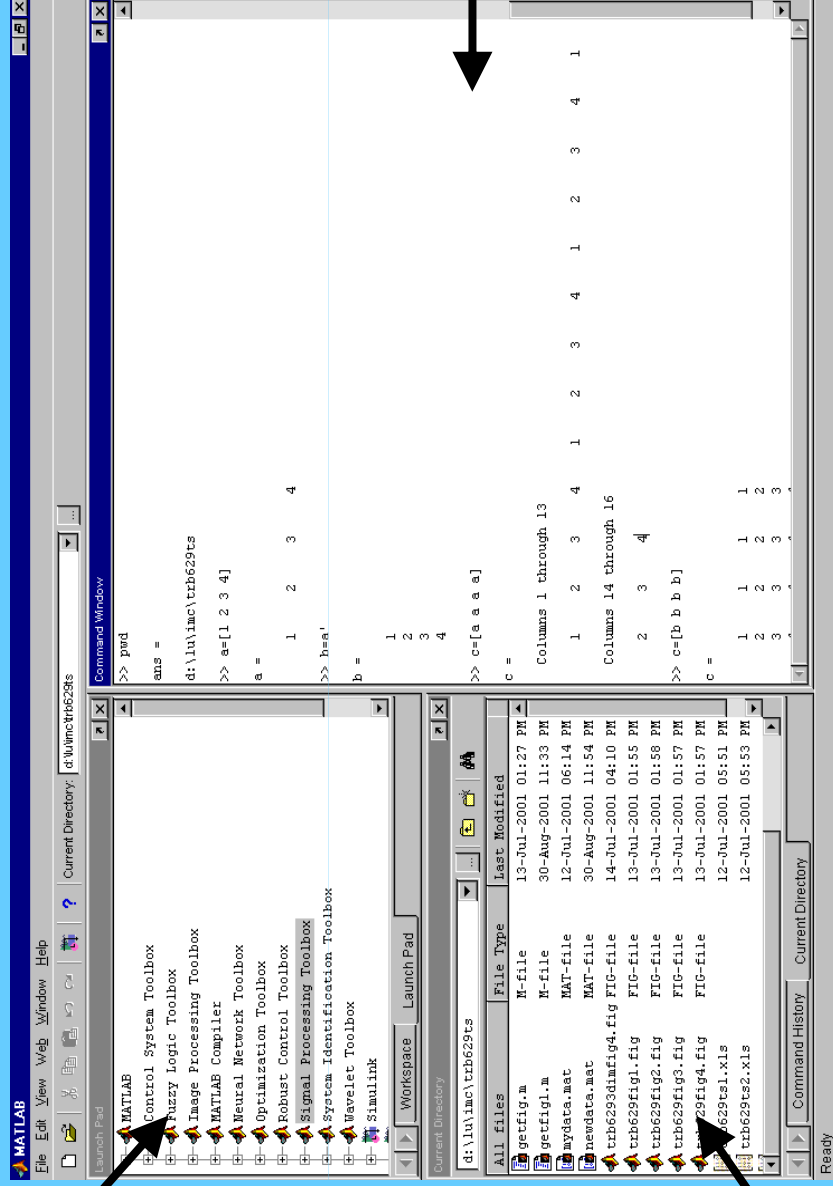 MATLAB
File Edit View Web Window Help
? Current Directory: d:\lu\imc\trb629ts ...
Launch Pad
MATLAB
Control System Toolbox
Fuzzy Logic Toolbox
Image Processing Toolbox
MATLAB Compiler
Neural Network Toolbox
Optimization Toolbox
Robust Control Toolbox
Signal Processing Toolbox
System Identification Toolbox
Wavelet Toolbox
Simulink
Workspace Launch Pad
Current Directory
d:\lu\imc\trb629ts ...
All files File Type Last Modified
getfig.m M-file 13-Jul-2001 01:27 PM
getfig1.m M-file 30-Aug-2001 11:33 PM
mydata.mat MAT-file 12-Jul-2001 06:14 PM
newdata.mat MAT-file 30-Aug-2001 11:54 PM
trb6293dimfig4.fig FIG-file 14-Jul-2001 04:10 PM
trb629fig1.fig FIG-file 13-Jul-2001 01:55 PM
trb629fig2.fig FIG-file 13-Jul-2001 01:58 PM
trb629fig3.fig FIG-file 13-Jul-2001 01:57 PM
trb629fig4.fig FIG-file 13-Jul-2001 01:57 PM
trb629ts1.xls 12-Jul-2001 05:51 PM
trb629ts2.xls 12-Jul-2001 05:53 PM
Command History Current Directory
Command Window
>> pwd
ans =
d:\lu\imc\trb629ts
>> a=[1 2 3 4]
a =
1 2 3 4
>> b=a'
b =
1
2
3
4
>> c=[a a a a]
c =
Columns 1 through 13
1 2 3 4 1 2 3 4 1 2 3 4 1
Columns 14 through 16
2 3 4
>> c=[b b b b]
c =
1 1 1 1
2 2 2 2
3 3 3 3
Ready